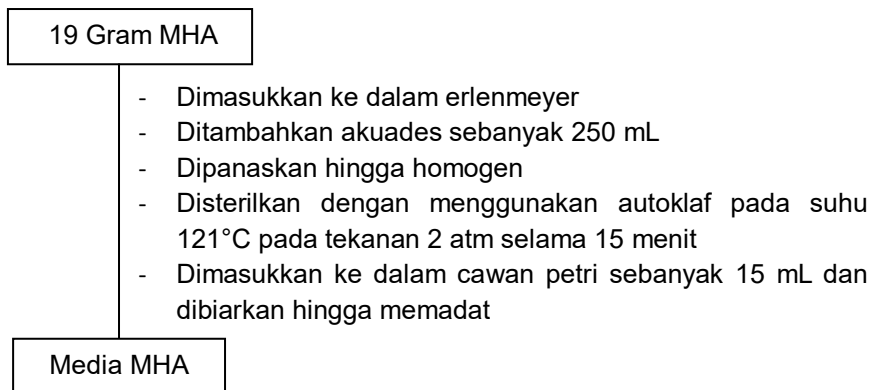 19 Gram MHA
- Dimasukkan ke dalam erlenmeyer
- Ditambahkan akuades sebanyak 250 mL
- Dipanaskan hingga homogen
- Disterilkan dengan menggunakan autoklaf pada suhu
121°C pada tekanan 2 atm selama 15 menit
- Dimasukkan ke dalam cawan petri sebanyak 15 mL dan
dibiarkan hingga memadat
Media MHA